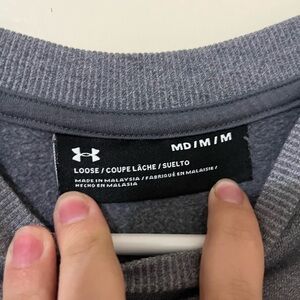 MD / M / M
LOOSE / COUPE LÂCHE / SUELTO
MADE IN MALAYSIA / FABRIQUÉ EN MALAISIE /
HECHO EN MALASIA